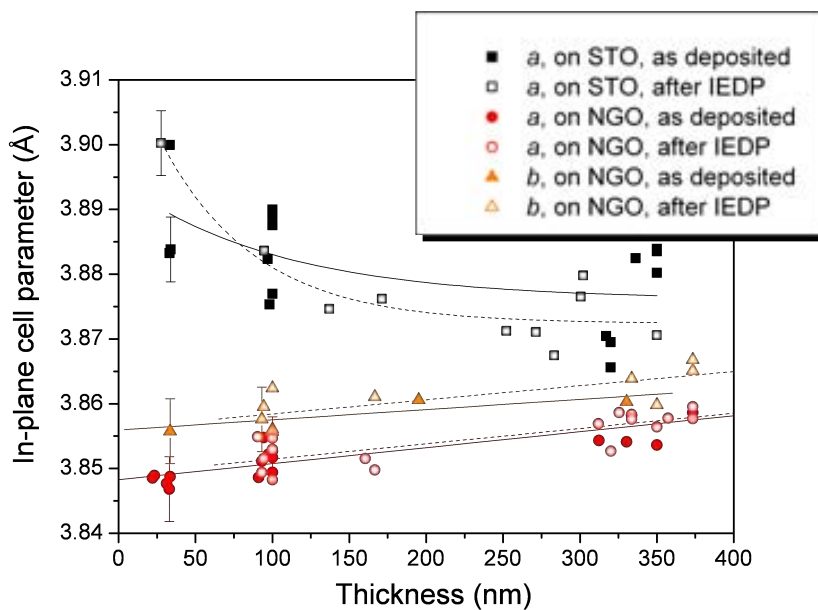 a, on STO, as deposited
a, on STO, after IEDP
a, on NGO, as deposited
a, on NGO, after IEDP
b, on NGO, as deposited
b, on NGO, after IEDP
3.91
3.90
3.89
3.88
3.87
3.86
3.85
3.84
In-plane cell parameter (Å)
0 50 100 150 200 250 300 350 400
Thickness (nm)